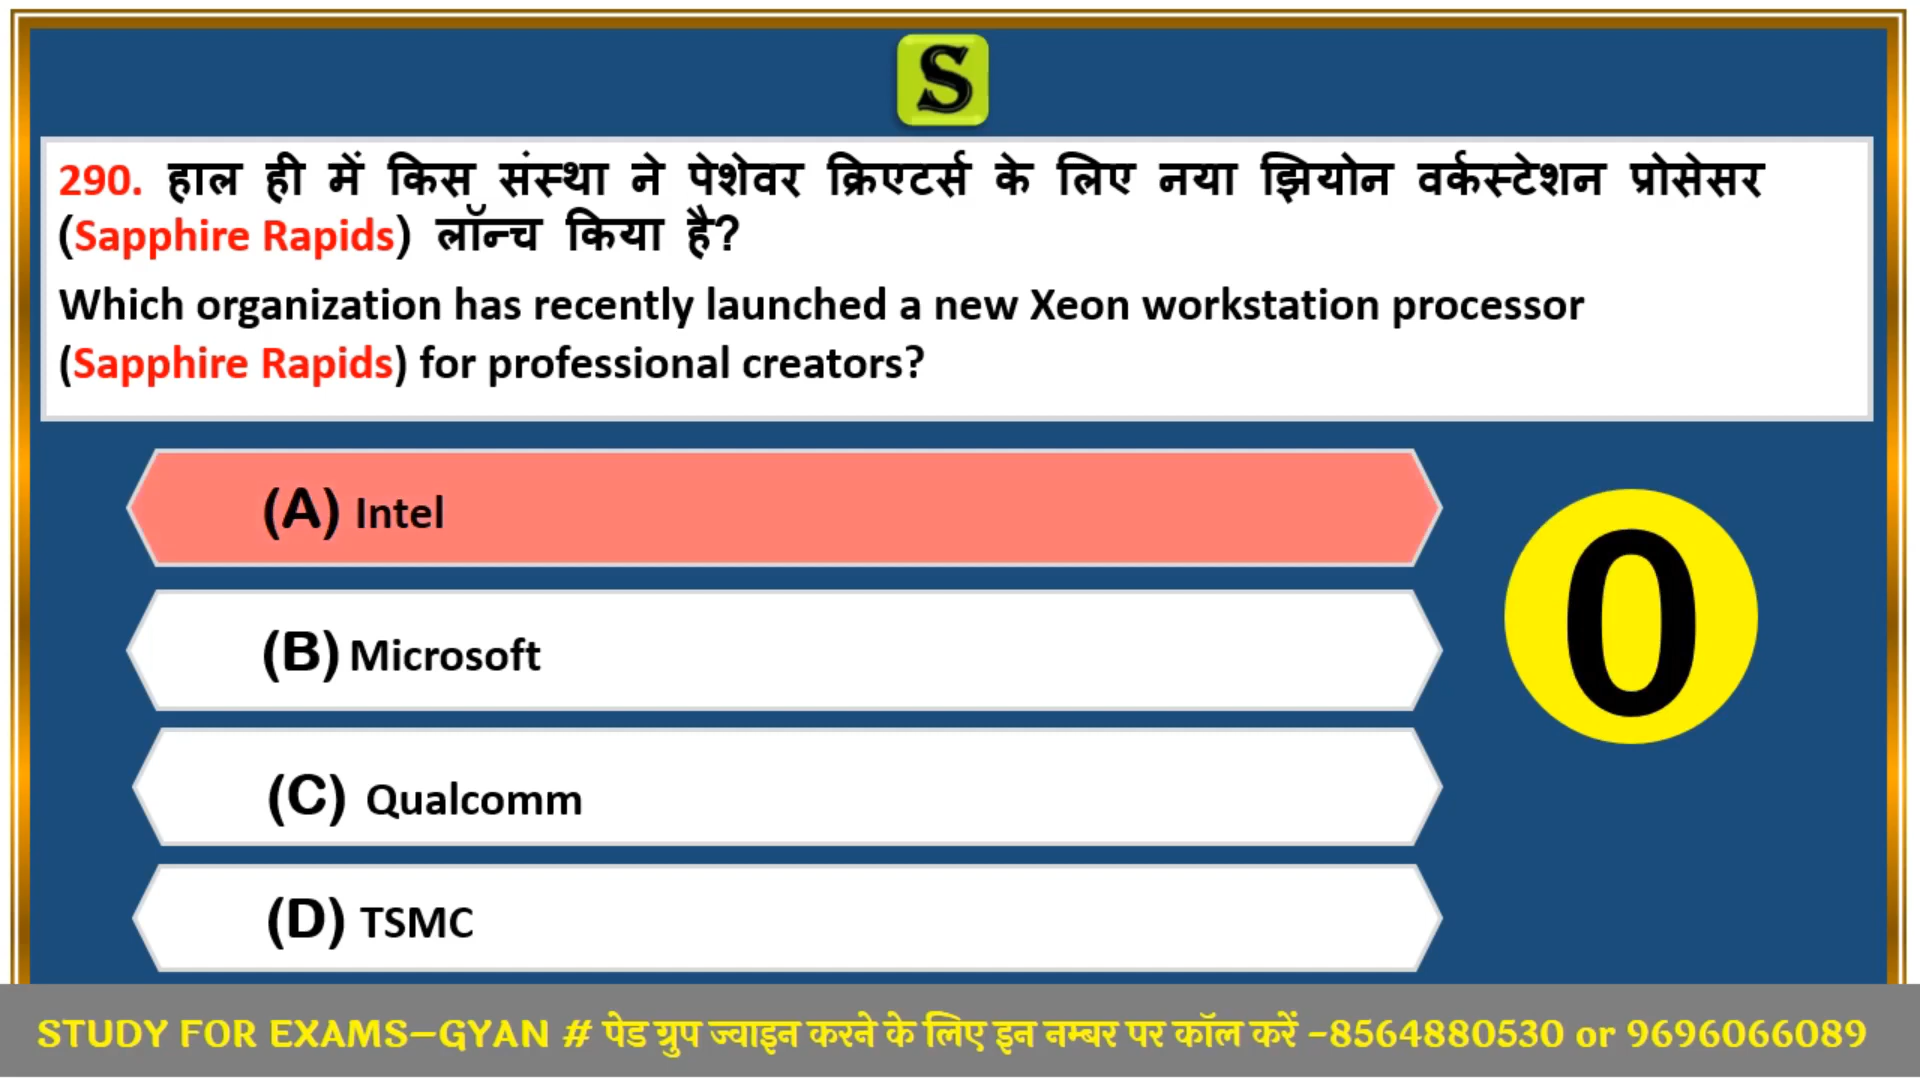 S
290. हाल ही में किस संस्था ने पेशेवर क्रिएटर्स के लिए नया झियोन वर्कस्टेशन प्रोसेसर
(Sapphire Rapids) लॉन्च किया है?
Which organization has recently launched a new Xeon workstation processor
(Sapphire Rapids) for professional creators?
(A) Intel
(B) Microsoft
0
(C) Qualcomm
(D) TSMC
STUDY FOR EXAMS–GYAN # पेड ग्रुप ज्वाइन करने के लिए इन नम्बर पर कॉल करें -8564880530 or 9696066089